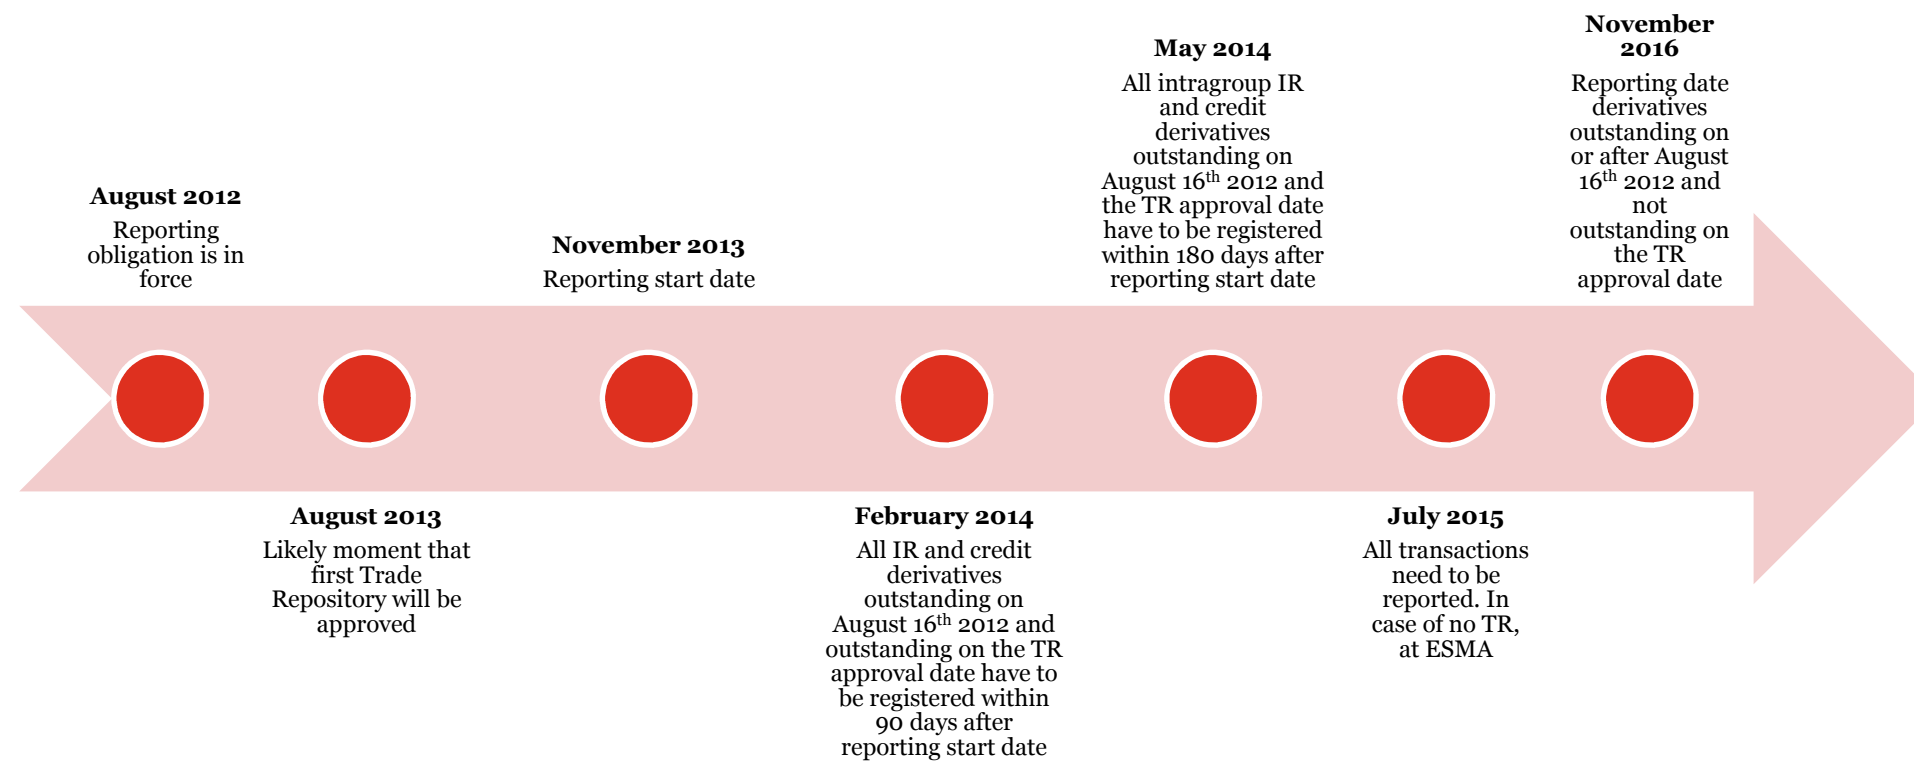 August 2012
Reporting
obligation is in
force
August 2013
Likely moment that
first Trade
Repository will be
approved
November 2013
Reporting start date
February 2014
All IR and credit
derivatives
outstanding on
August 16th 2012 and
outstanding on the TR
approval date have to
be registered within
90 days after
reporting start date
May 2014
All intragroup IR
and credit
derivatives
outstanding on
August 16th 2012 and
the TR approval date
have to be registered
within 180 days after
reporting start date
July 2015
All transactions
need to be
reported. In
case of no TR,
at ESMA
November
2016
Reporting date
derivatives
outstanding on
or after August
16th 2012 and
not
outstanding on
the TR
approval date